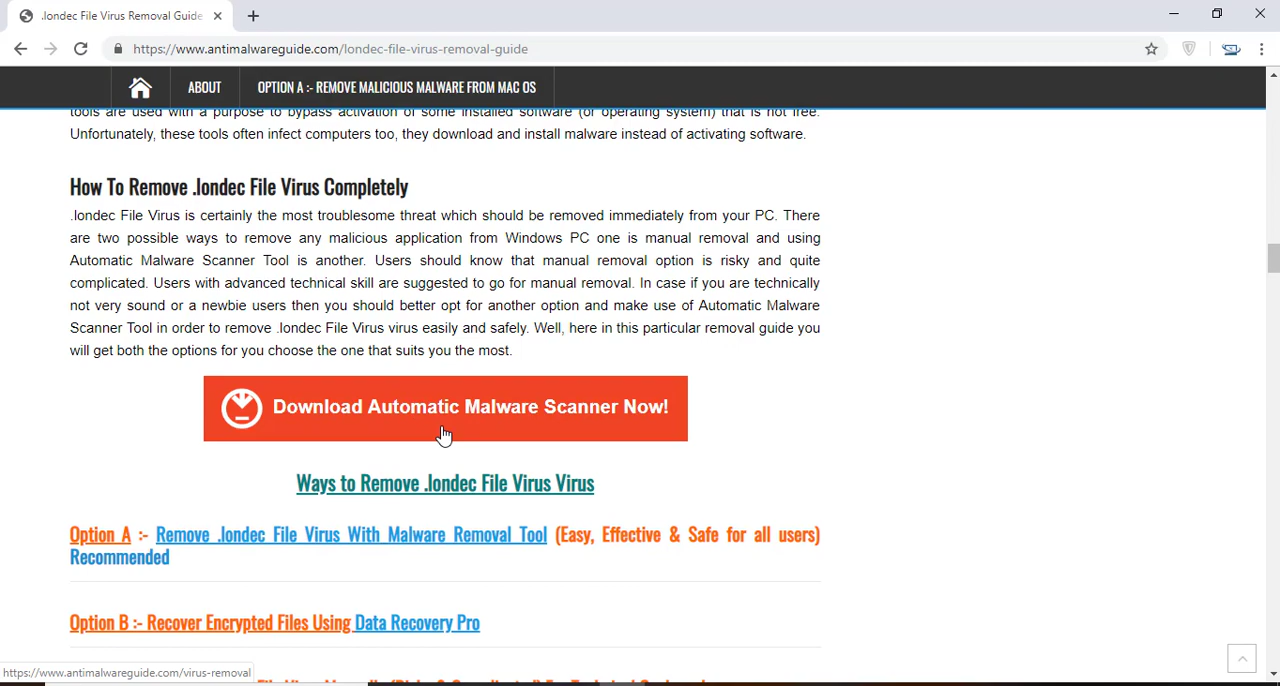 .londec File Virus Removal Guide
https://www.antimalwareguide.com/londec-file-virus-removal-guide
ABOUT
OPTION A :- REMOVE MALICIOUS MALWARE FROM MAC OS
tools are used with a purpose to bypass activation of some installed software (or operating system) that is not free.
Unfortunately, these tools often infect computers too, they download and install malware instead of activating software.
How To Remove .londec File Virus Completely
.londec File Virus is certainly the most troublesome threat which should be removed immediately from your PC. There
are two possible ways to remove any malicious application from Windows PC one is manual removal and using
Automatic Malware Scanner Tool is another. Users should know that manual removal option is risky and quite
complicated. Users with advanced technical skill are suggested to go for manual removal. In case if you are technically
not very sound or a newbie users then you should better opt for another option and make use of Automatic Malware
Scanner Tool in order to remove .londec File Virus virus easily and safely. Well, here in this particular removal guide you
will get both the options for you choose the one that suits you the most.
Download Automatic Malware Scanner Now!
Ways to Remove .londec File Virus Virus
Option A :- Remove .londec File Virus With Malware Removal Tool (Easy, Effective & Safe for all users)
Recommended
Option B :- Recover Encrypted Files Using Data Recovery Pro
https://www.antimalwareguide.com/virus-removal